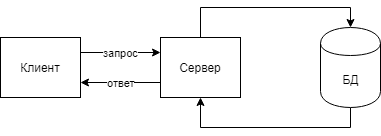 запрос
Клиент
Сервер
ответ
БД